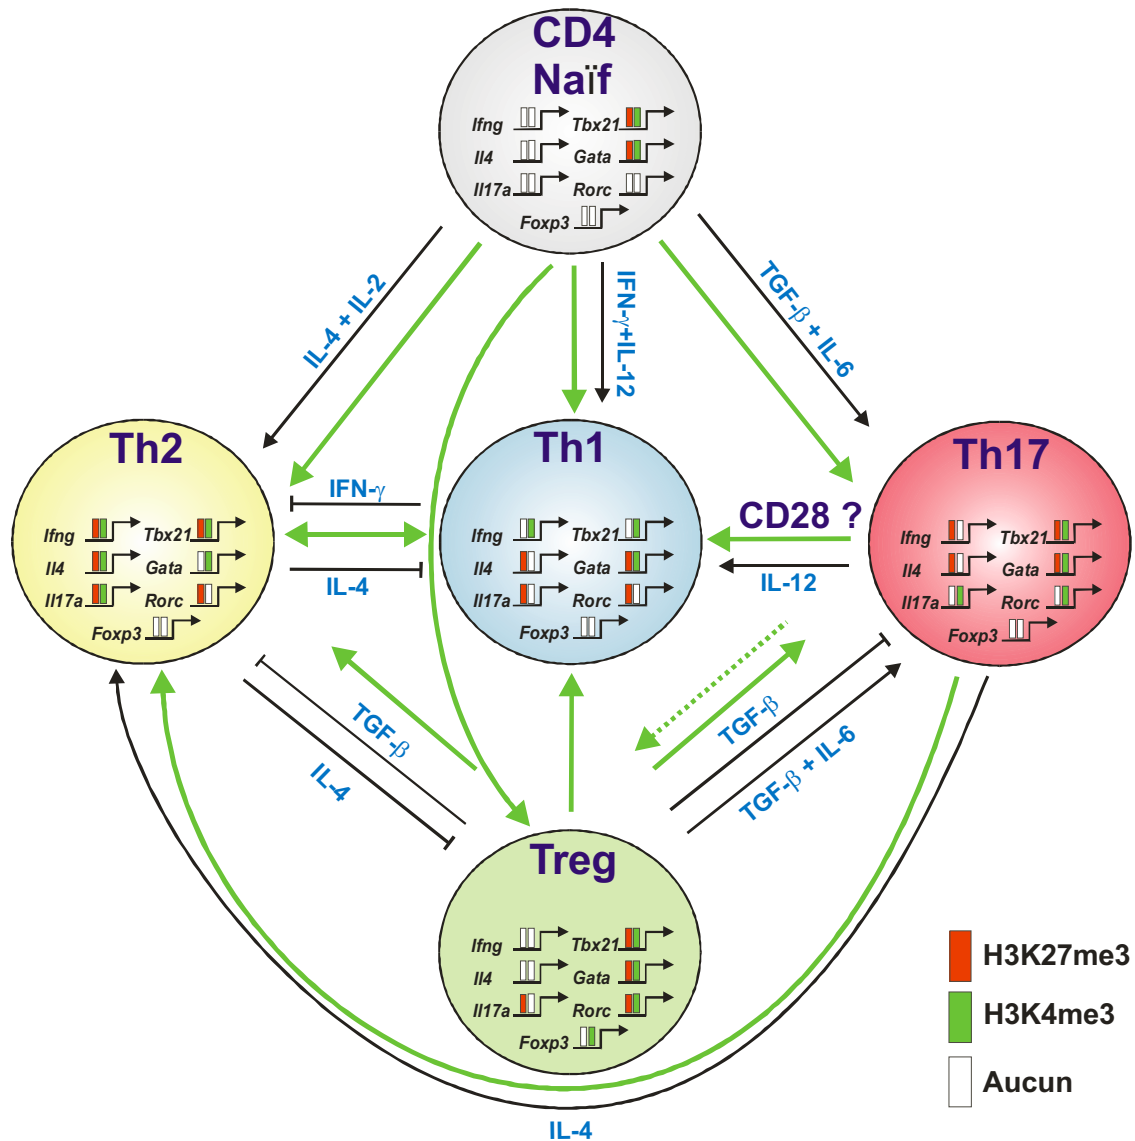 CD4
Naïf
Ifng Tbx21
Il4 Gata
Il17a Rorc
Foxp3
IL-4 + IL-2
IFN-γ+IL-12
TGF-β + IL-6
Th2
Ifng Tbx21
Il4 Gata
Il17a Rorc
Foxp3
IFN-γ
IL-4
Th1
Ifng Tbx21
Il4 Gata
Il17a Rorc
Foxp3
CD28 ?
IL-12
Th17
Ifng Tbx21
Il4 Gata
Il17a Rorc
Foxp3
TGF-β
IL-4
TGF-β
TGF-β + IL-6
Treg
Ifng Tbx21
Il4 Gata
Il17a Rorc
Foxp3
IL-4
H3K27me3
H3K4me3
Aucun